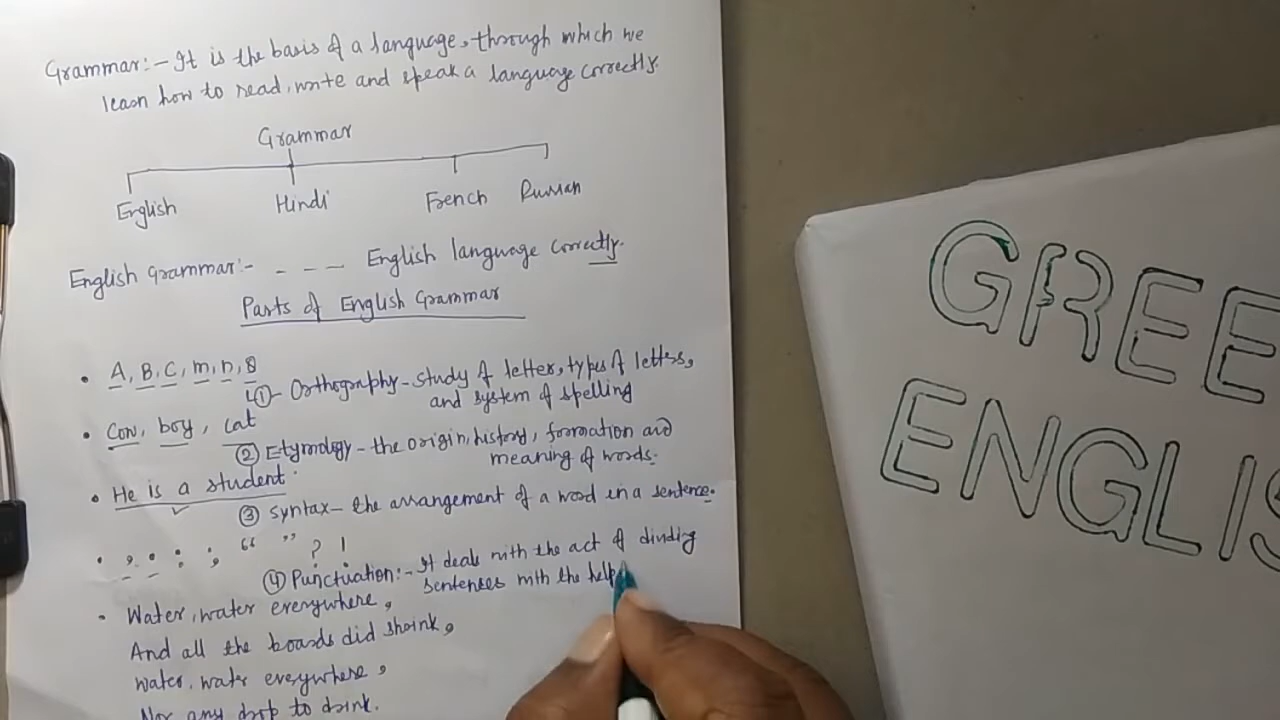 Grammar:- It is the basis of a language, through which we
learn how to read, write and speak a language correctly.
Grammar
English Hindi French Russian
English Grammar:- - - - English language correctly.
Parts of English Grammar
• A, B, C, m, n, 8
① - Orthography - study of letter, types of letters,
and system of spelling
• Cow, boy, cat
② Etymology - the origin, history, formation and
meaning of words.
• He is a student.
③ syntax - the arrangement of a word in a sentence.
• , . : ; “ ” ? !
④ Punctuation:- It deals with the act of dividing
sentences with the help
• Water, water everywhere,
And all the boards did shrink,
water, water everywhere,
Nor any drop to drink.
GREE
ENGLIS